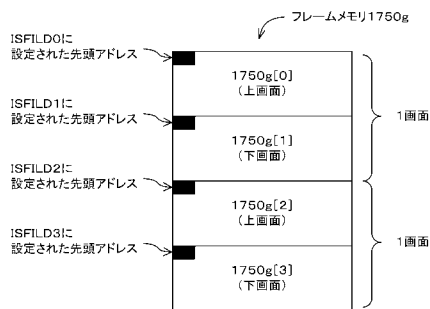 フレームメモリ1750g
ISFILD0に
設定された先頭アドレス
1750g[0]
(上画面)
ISFILD1に
設定された先頭アドレス
1750g[1]
(下画面)
1画面
ISFILD2に
設定された先頭アドレス
1750g[2]
(上画面)
ISFILD3に
設定された先頭アドレス
1750g[3]
(下画面)
1画面